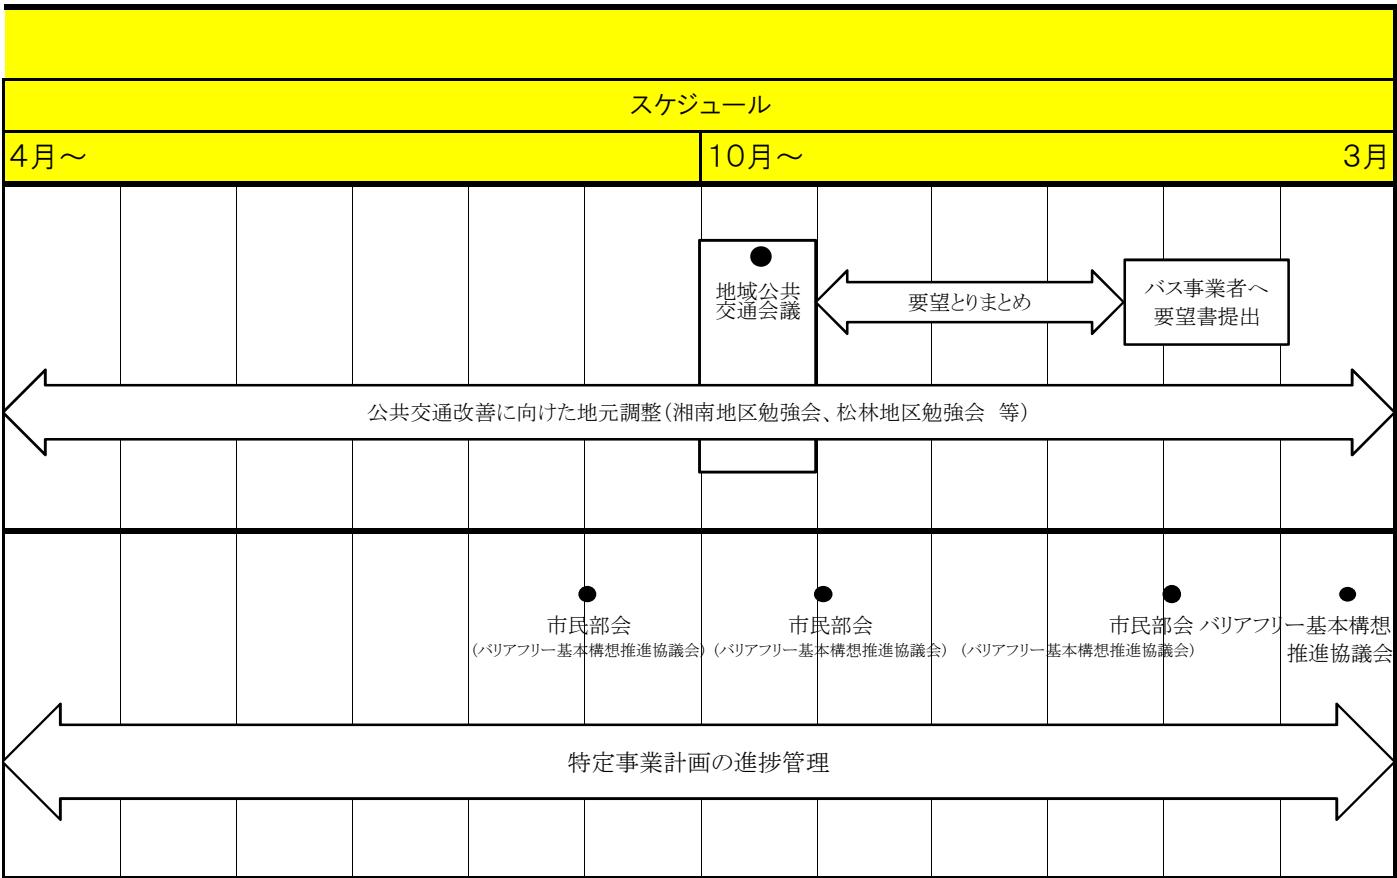 スケジュール
4月～
10月～
3月
地域公共
交通会議
要望とりまとめ
バス事業者へ
要望書提出
公共交通改善に向けた地元調整（湘南地区勉強会、松林地区勉強会　等）
市民部会
（バリアフリー基本構想推進協議会）
市民部会
（バリアフリー基本構想推進協議会）
市民部会
（バリアフリー基本構想推進協議会）
バリアフリー基本構想
推進協議会
特定事業計画の進捗管理